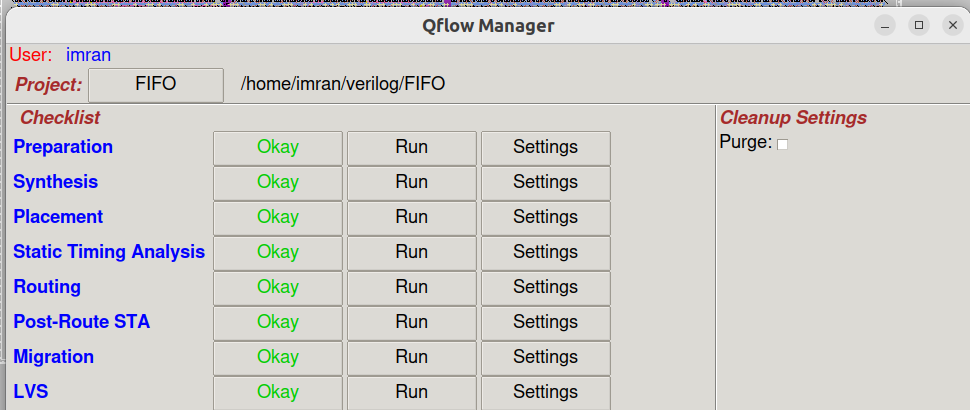 Qflow Manager
User: imran
Project: FIFO /home/imran/verilog/FIFO
Checklist Cleanup Settings
Preparation Okay Run Settings Purge:
Synthesis Okay Run Settings
Placement Okay Run Settings
Static Timing Analysis Okay Run Settings
Routing Okay Run Settings
Post-Route STA Okay Run Settings
Migration Okay Run Settings
LVS Okay Run Settings